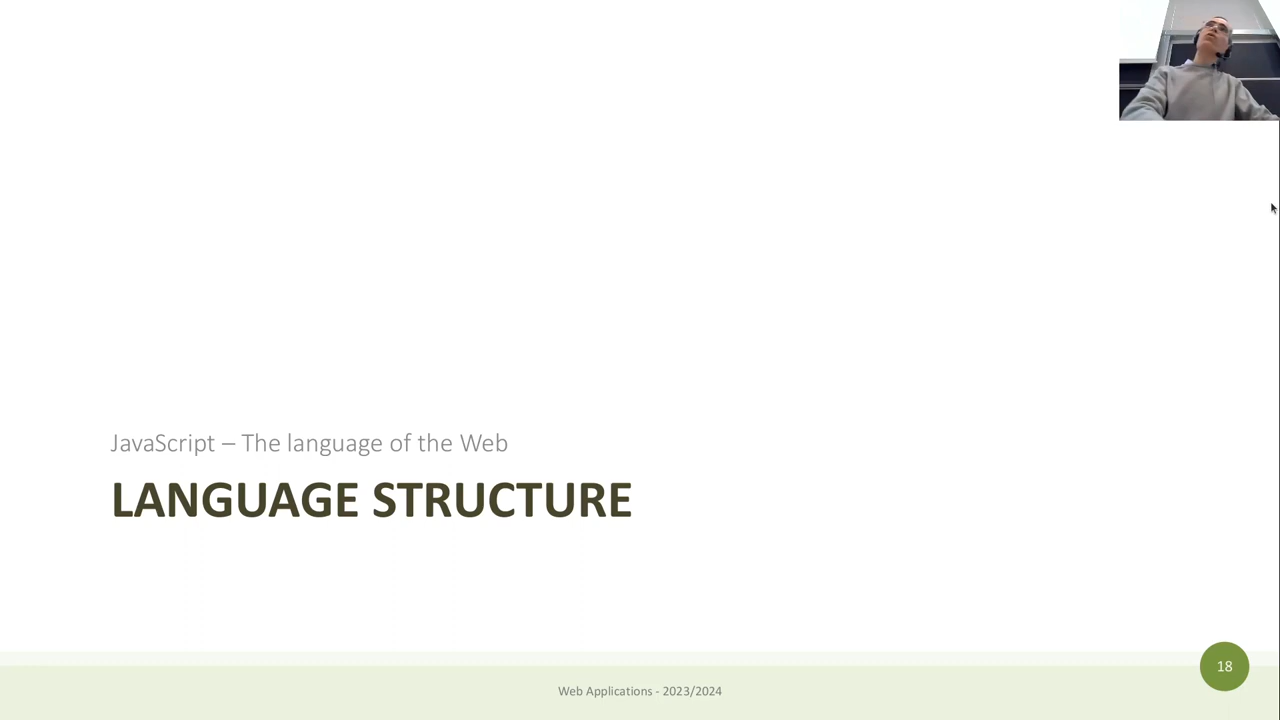 JavaScript – The language of the Web
LANGUAGE STRUCTURE
18
Web Applications - 2023/2024